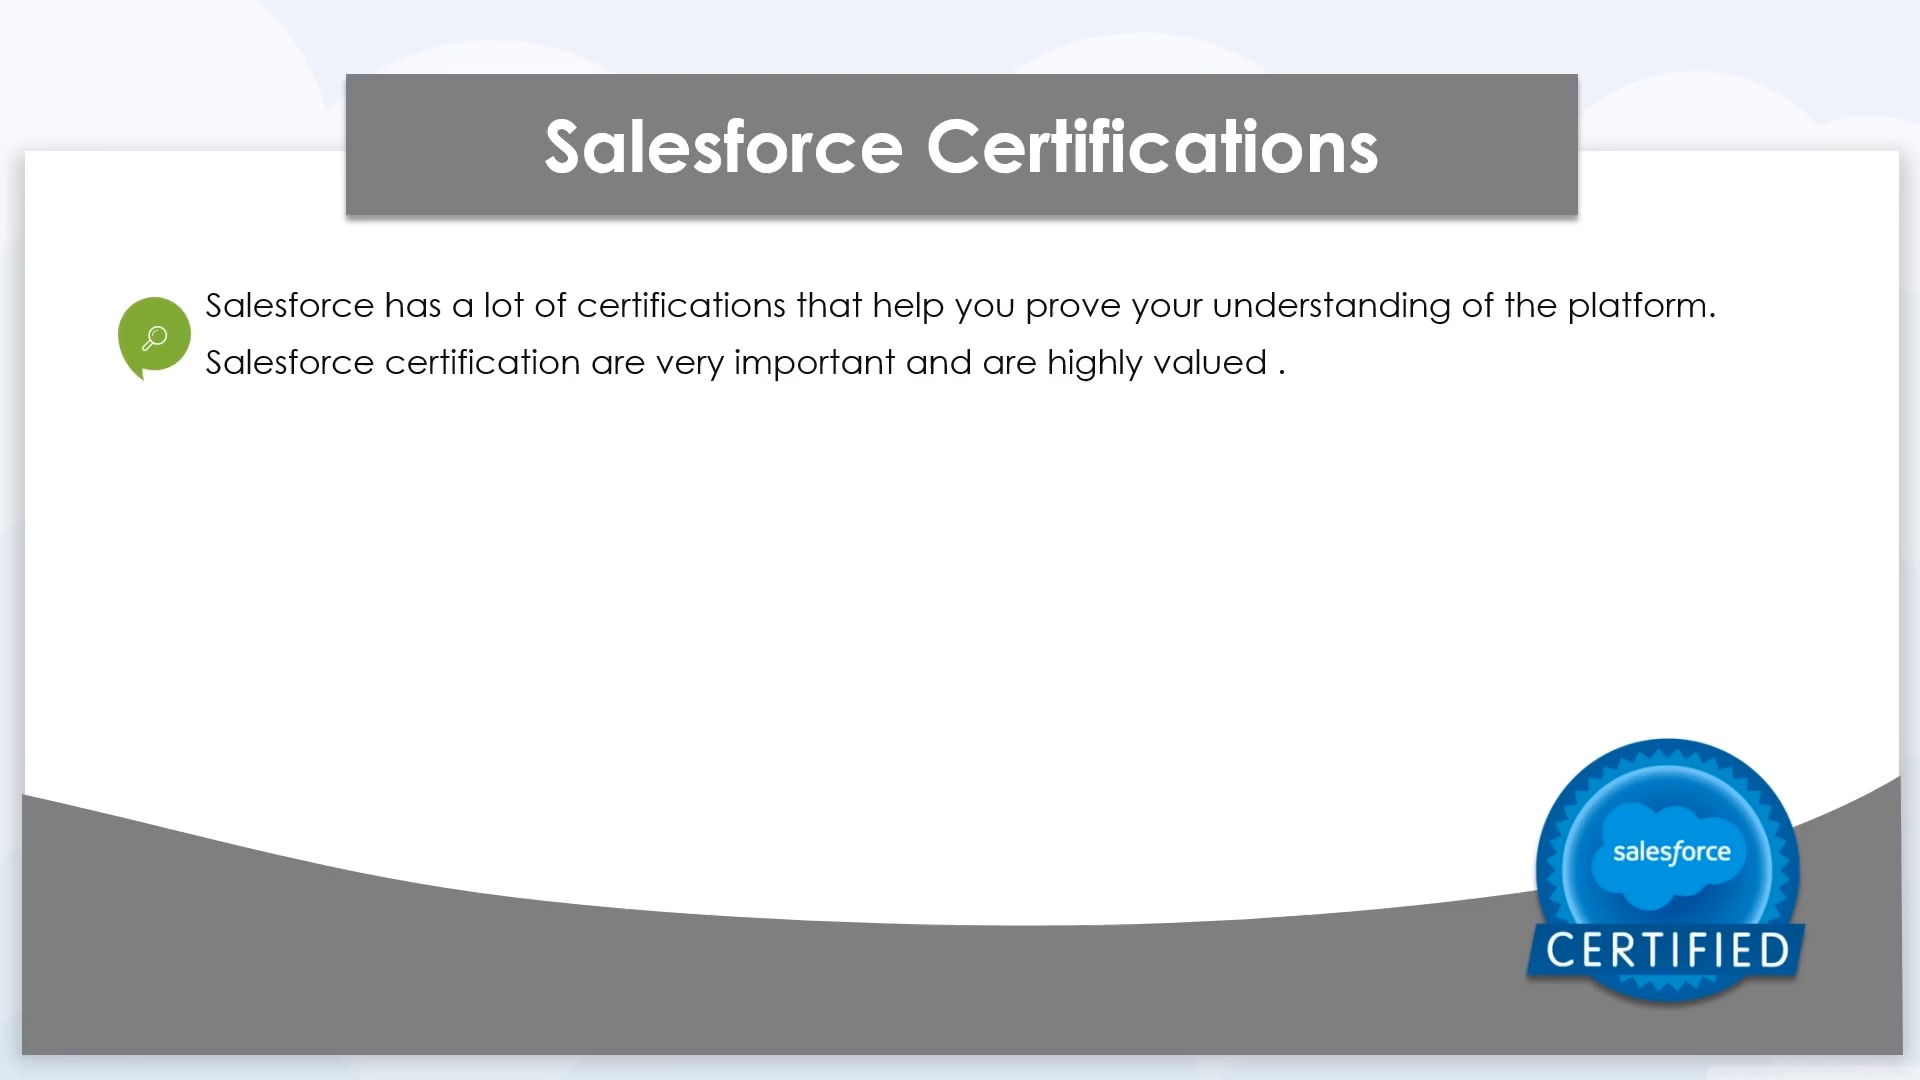 Salesforce Certifications
Salesforce has a lot of certifications that help you prove your understanding of the platform.
Salesforce certification are very important and are highly valued .
salesforce
CERTIFIED